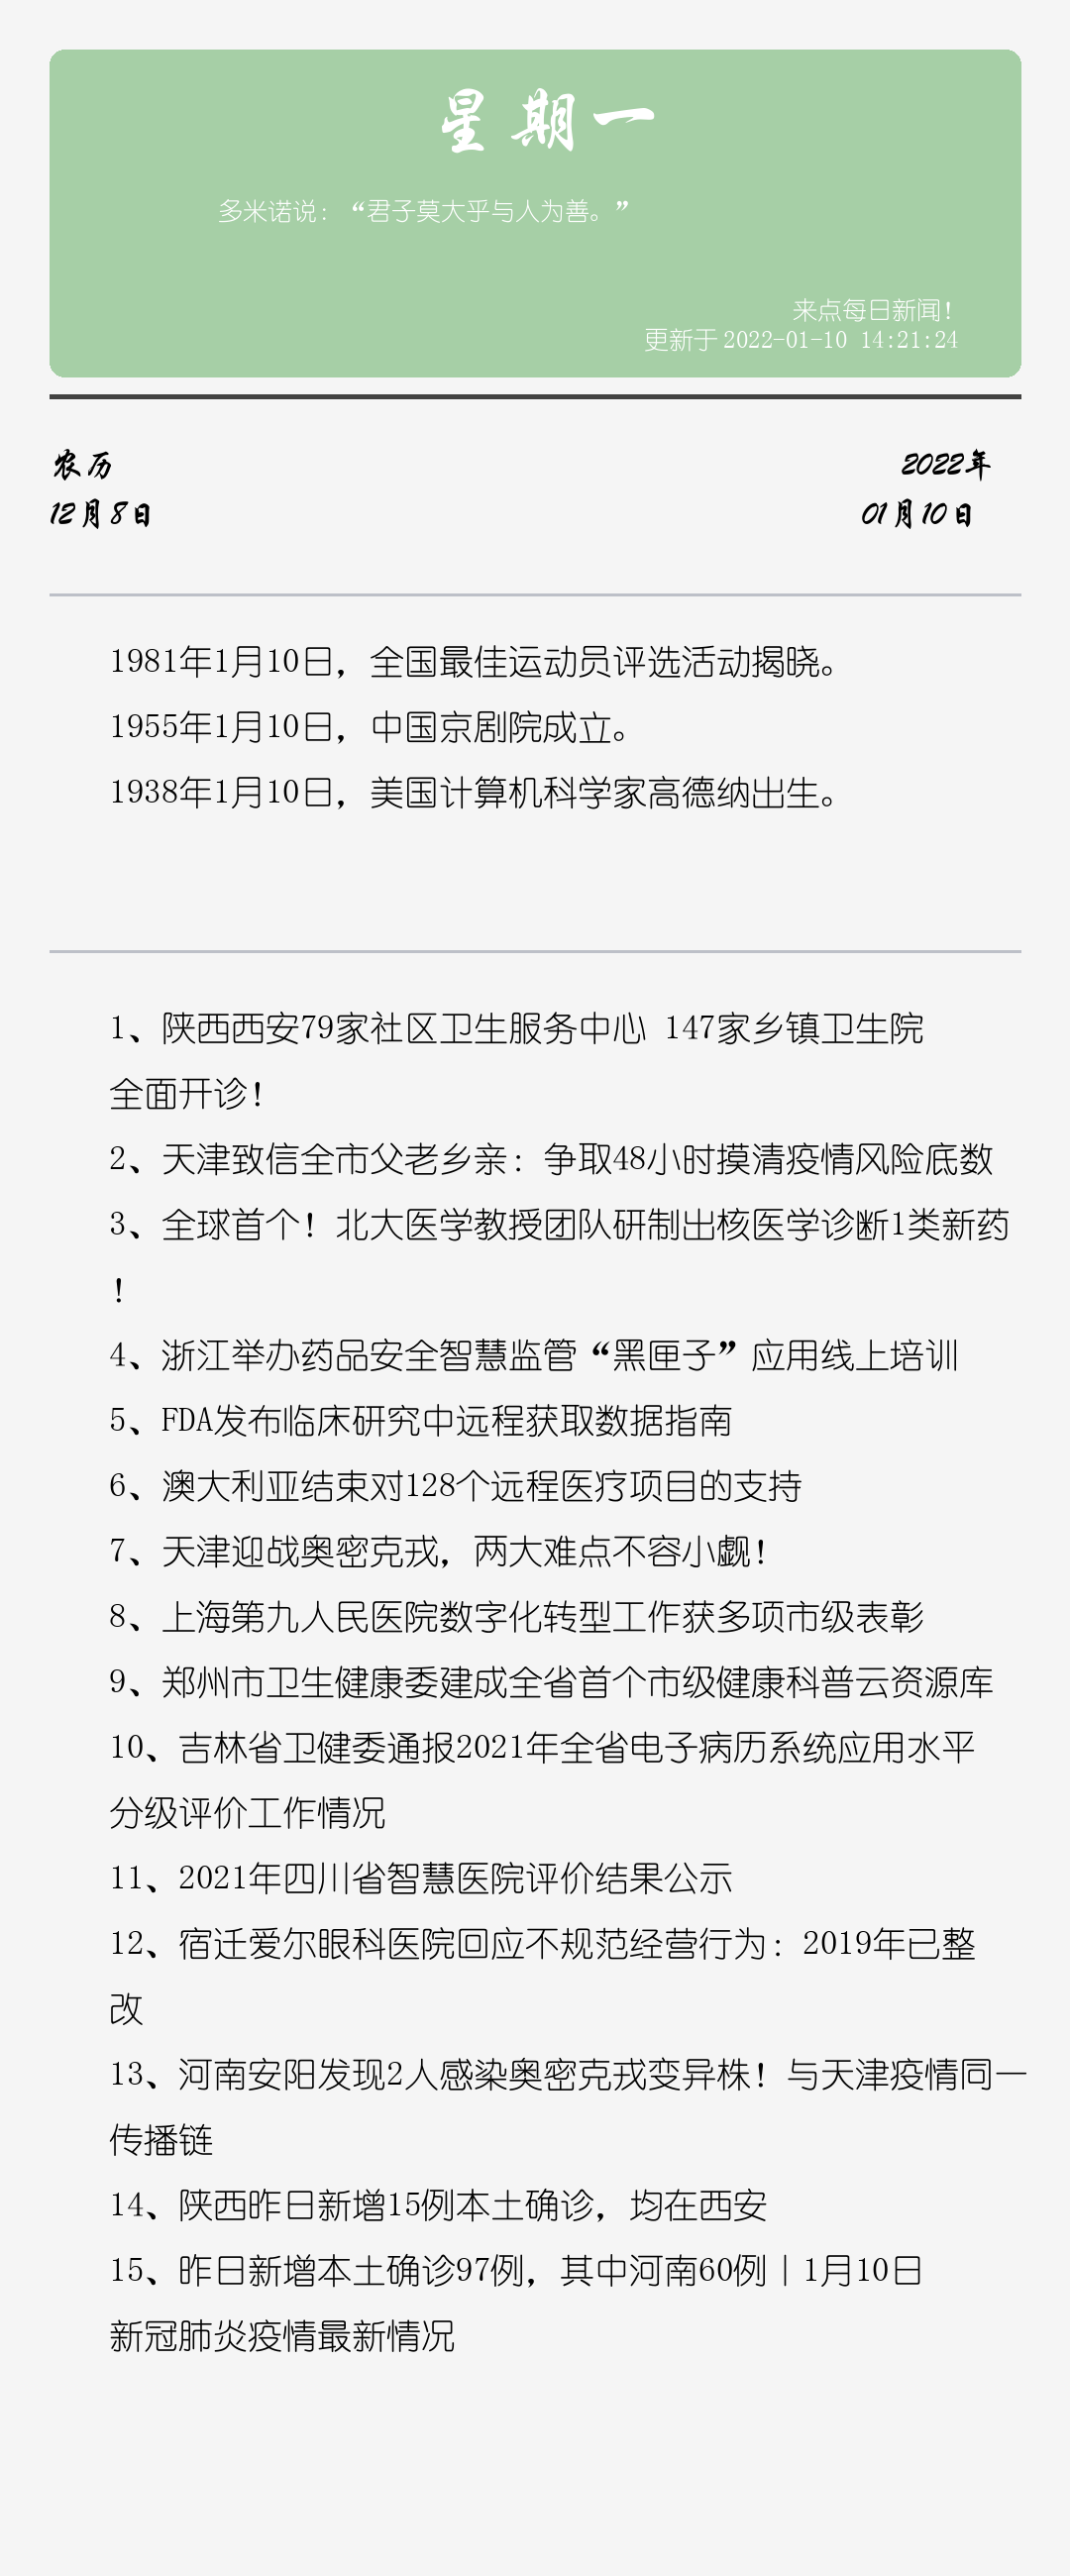 星期一
多米诺说：“君子莫大乎与人为善。”
来点每日新闻！
更新于2022-01-10 14:21:24
农历
2022年
12月8日
01月10日
1981年1月10日，全国最佳运动员评选活动揭晓。
1955年1月10日，中国京剧院成立。
1938年1月10日，美国计算机科学家高德纳出生。
1、陕西西安79家社区卫生服务中心 147家乡镇卫生院
全面开诊！
2、天津致信全市父老乡亲：争取48小时摸清疫情风险底数
3、全球首个！北大医学教授团队研制出核医学诊断1类新药
！
4、浙江举办药品安全智慧监管“黑匣子”应用线上培训
5、FDA发布临床研究中远程获取数据指南
6、澳大利亚结束对128个远程医疗项目的支持
7、天津迎战奥密克戎，两大难点不容小觑！
8、上海第九人民医院数字化转型工作获多项市级表彰
9、郑州市卫生健康委建成全省首个市级健康科普云资源库
10、吉林省卫健委通报2021年全省电子病历系统应用水平
分级评价工作情况
11、2021年四川省智慧医院评价结果公示
12、宿迁爱尔眼科医院回应不规范经营行为：2019年已整
改
13、河南安阳发现2人感染奥密克戎变异株！与天津疫情同一
传播链
14、陕西昨日新增15例本土确诊，均在西安
15、昨日新增本土确诊97例，其中河南60例丨1月10日
新冠肺炎疫情最新情况